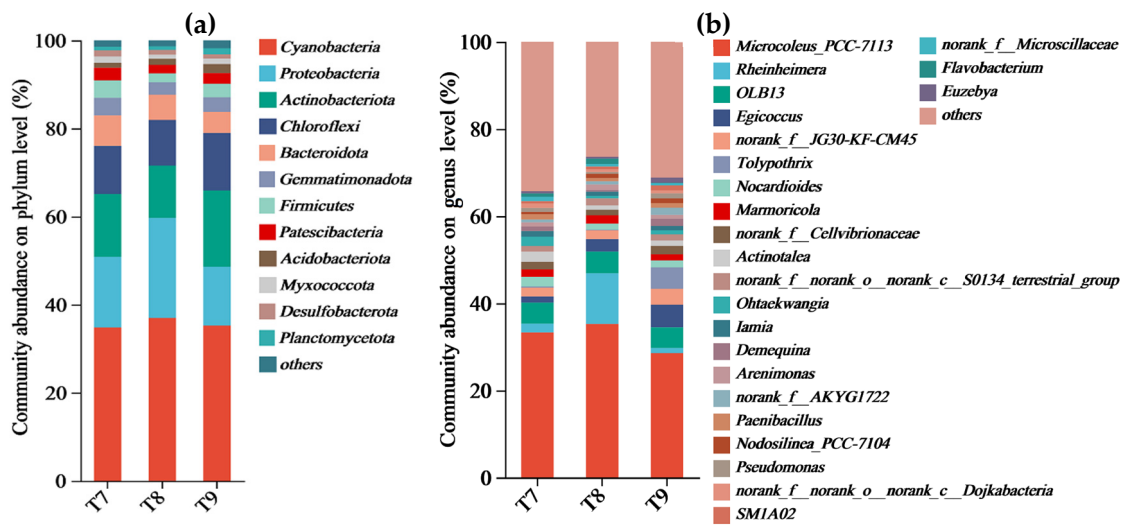 (a)
Community abundance on phylum level (%)
100
80
60
40
20
0
T7
T8
T9
Cyanobacteria
Proteobacteria
Actinobacteriota
Chloroflexi
Bacteroidota
Gemmatimonadota
Firmicutes
Patescibacteria
Acidobacteriota
Myxococcota
Desulfobacterota
Planctomycetota
others
(b)
Community abundance on genus level (%)
100
80
60
40
20
0
T7
T8
T9
Microcoleus_PCC-7113
Rheinheimera
OLB13
Egicoccus
norank_f__JG30-KF-CM45
Tolypothrix
Nocardioides
Marmoricola
norank_f__Cellvibrionaceae
Actinotalea
norank_f__norank_o__norank_c__S0134_terrestrial_group
Ohtaekwangia
Iamia
Demequina
Arenimonas
norank_f__AKYG1722
Paenibacillus
Nodosilinea_PCC-7104
Pseudomonas
norank_f__norank_o__norank_c__Dojkabacteria
SM1A02
norank_f__Microscillaceae
Flavobacterium
Euzebya
others